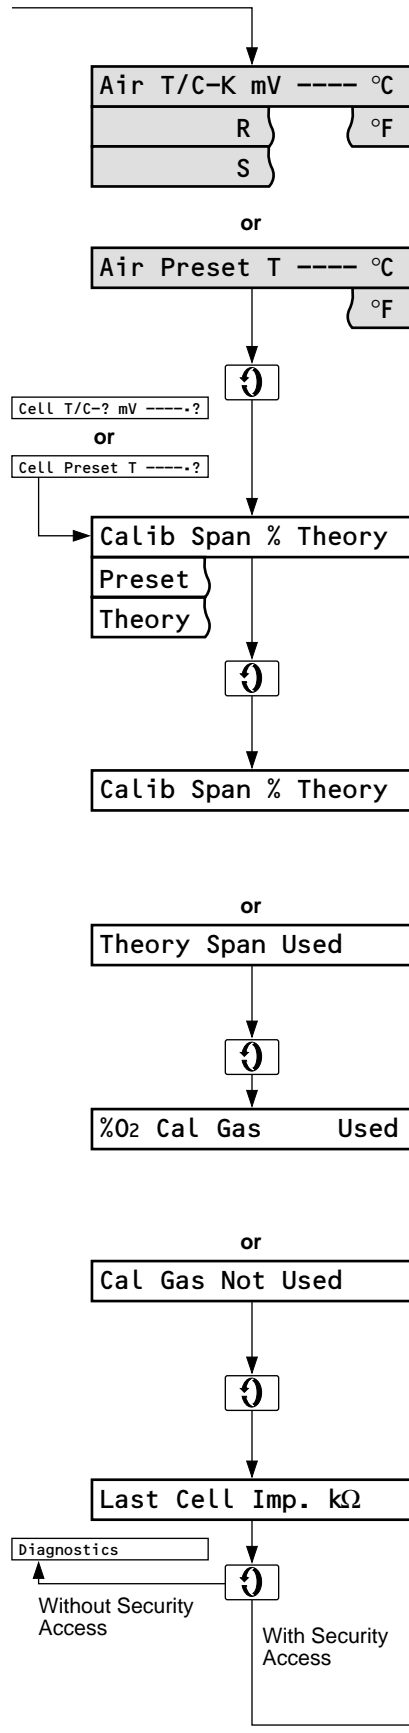 Air T/C-K mV ---- °C
R °F
S
or
Air Preset T ---- °C
°F
Cell T/C-? mV ----.?
or
Cell Preset T ----.?
Calib Span % Theory
Preset
Theory
Calib Span % Theory
or
Theory Span Used
%O2 Cal Gas Used
or
Cal Gas Not Used
Last Cell Imp. kΩ
Diagnostics
Without Security
Access
With Security
Access